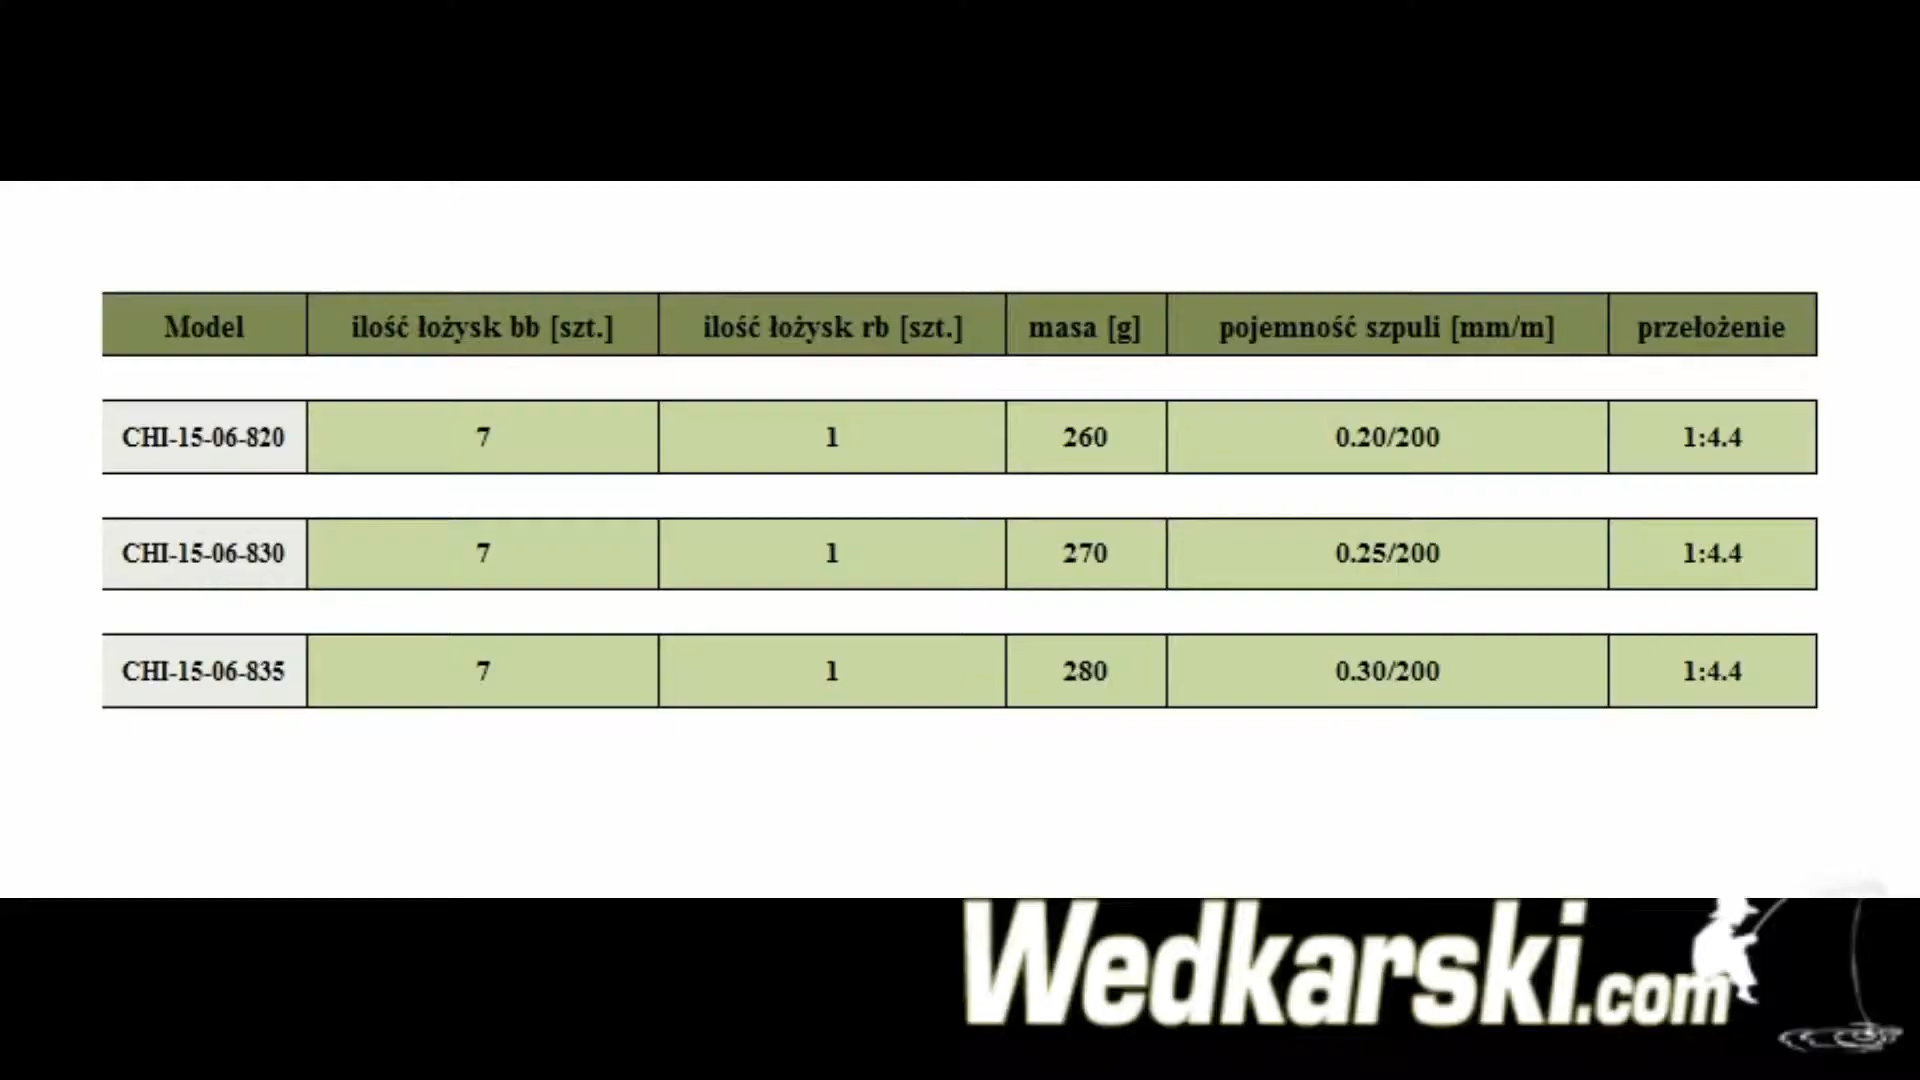 Model ilość łożysk bb [szt.] ilość łożysk rb [szt.] masa [g] pojemność szpuli [mm/m] przełożenie
CHI-15-06-820 7 1 260 0.20/200 1:4.4
CHI-15-06-830 7 1 270 0.25/200 1:4.4
CHI-15-06-835 7 1 280 0.30/200 1:4.4
Wedkarski.com